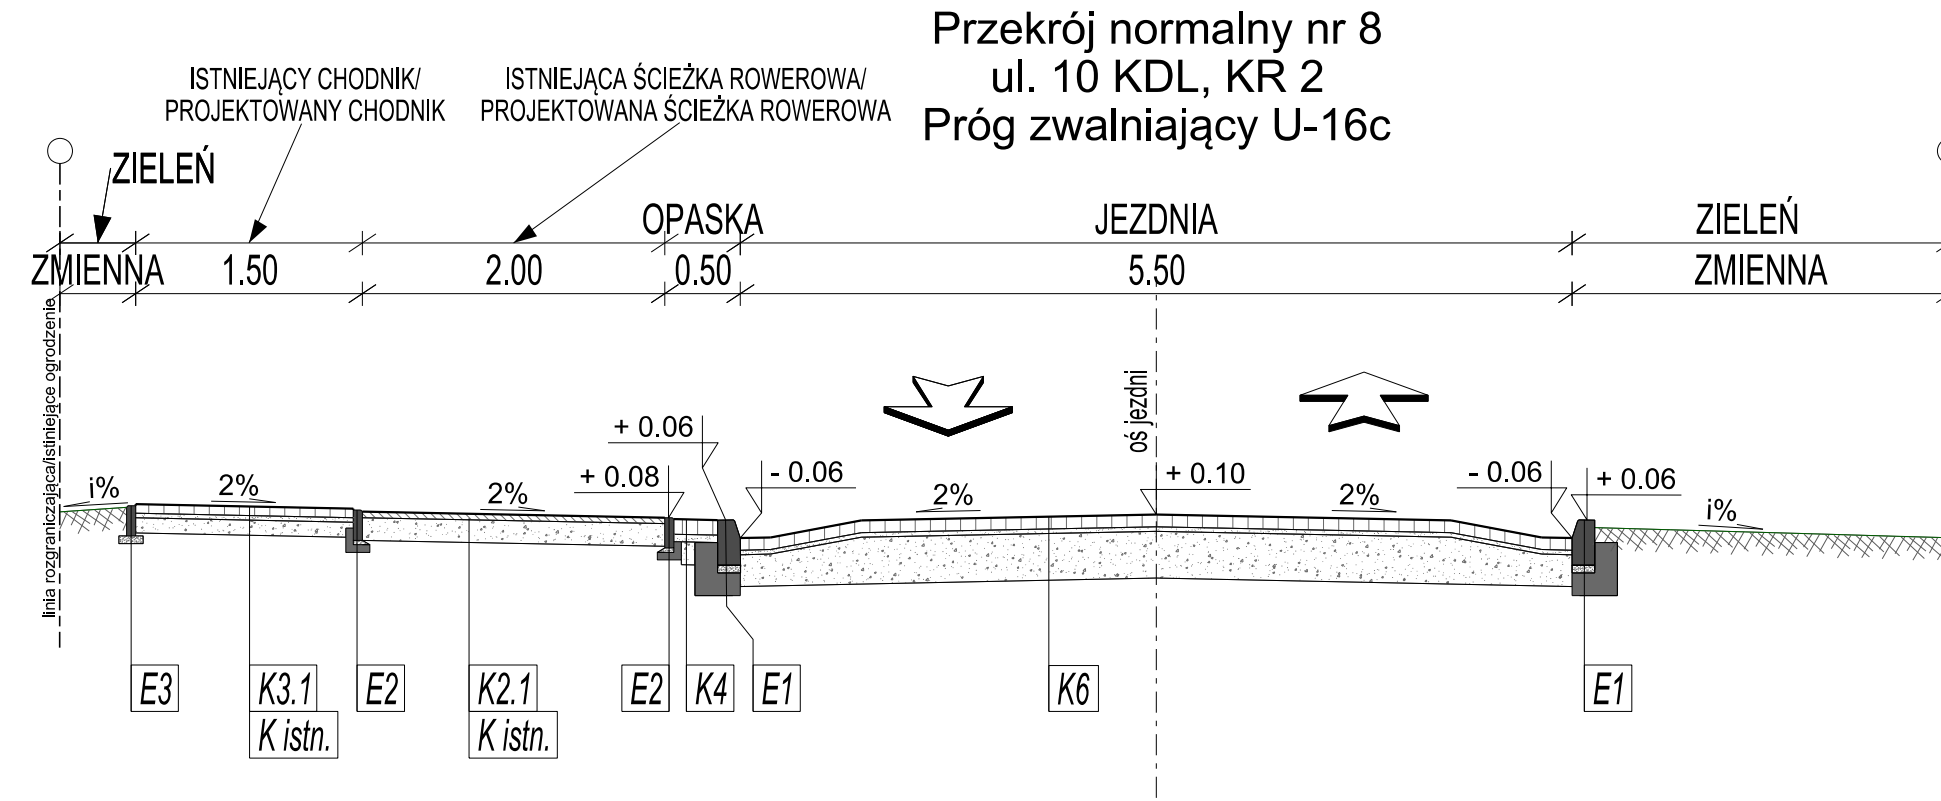 Przekrój normalny nr 8
ul. 10 KDL, KR 2
Próg zwalniający U-16c
ISTNIEJĄCY CHODNIK/
PROJEKTOWANY CHODNIK
ISTNIEJĄCA ŚCIEŻKA ROWEROWA/
PROJEKTOWANA ŚCIEŻKA ROWEROWA
ZIELEŃ
OPASKA
JEZDNIA
ZIELEŃ
ZMIENNA
1.50
2.00
0.50
5.50
ZMIENNA
linia rozgraniczająca/istiniejące ogrodzenie
oś jezdni
+ 0.06
+ 0.08
- 0.06
+ 0.10
- 0.06
+ 0.06
i%
2%
2%
2%
2%
i%
E3
K3.1
K istn.
E2
K2.1
K istn.
E2
K4
E1
K6
E1